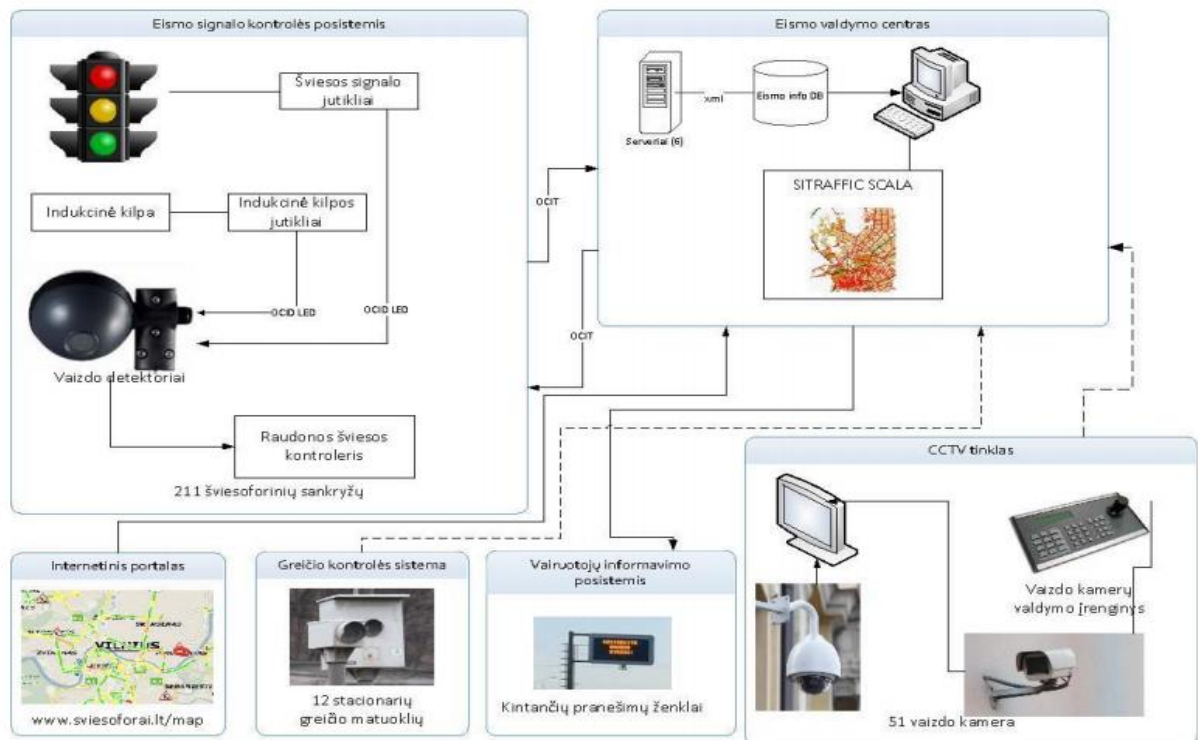 Eismo signalo kontrolės posistemis
Šviesos signalo
jutikliai
Indukcinė kilpa
Indukcinė kilpos
jutikliai
OCID LED
OCID LED
Vaizdo detektoriai
Raudonos šviesos
kontroleris
211 šviesoforinių sankryžų
OCIT
OCIT
Eismo valdymo centras
Serveriai (6)
xml
Eismo info DB
SITRAFFIC SCALA
Internetinis portalas
VILNIUS
www.sviesoforai.lt/map
Greičio kontrolės sistema
12 stacionarių
greičio matuoklių
Vairuotojų informavimo
posistemis
Kintančių pranešimų ženklai
CCTV tinklas
Vaizdo kamerų
valdymo įrenginys
51 vaizdo kamera